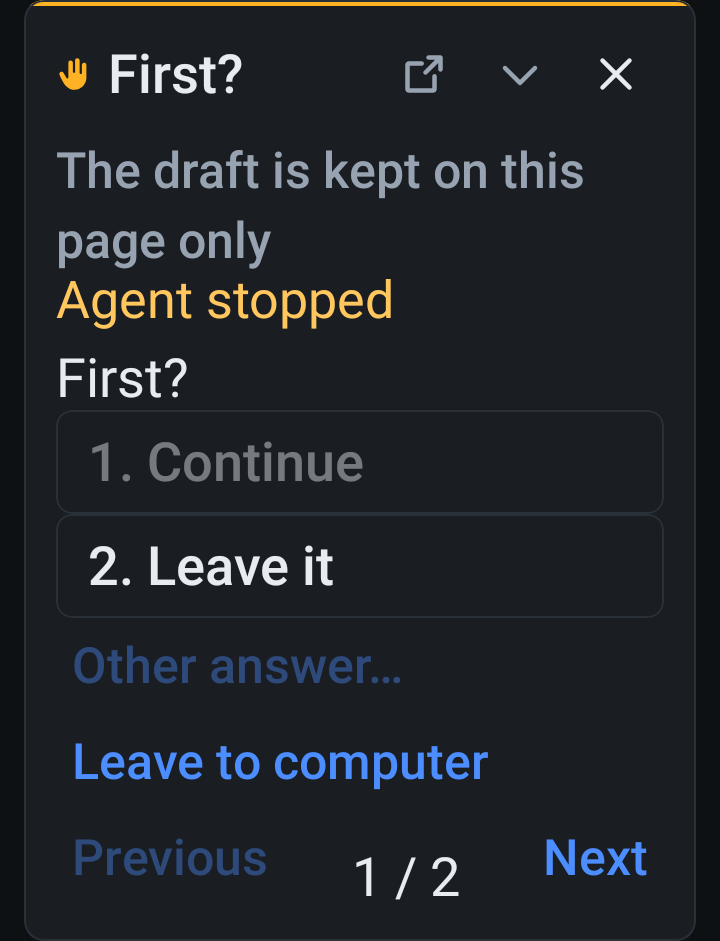 First?
The draft is kept on this
page only
Agent stopped
First?
1. Continue
2. Leave it
Other answer...
Leave to computer
Previous
1 / 2
Next